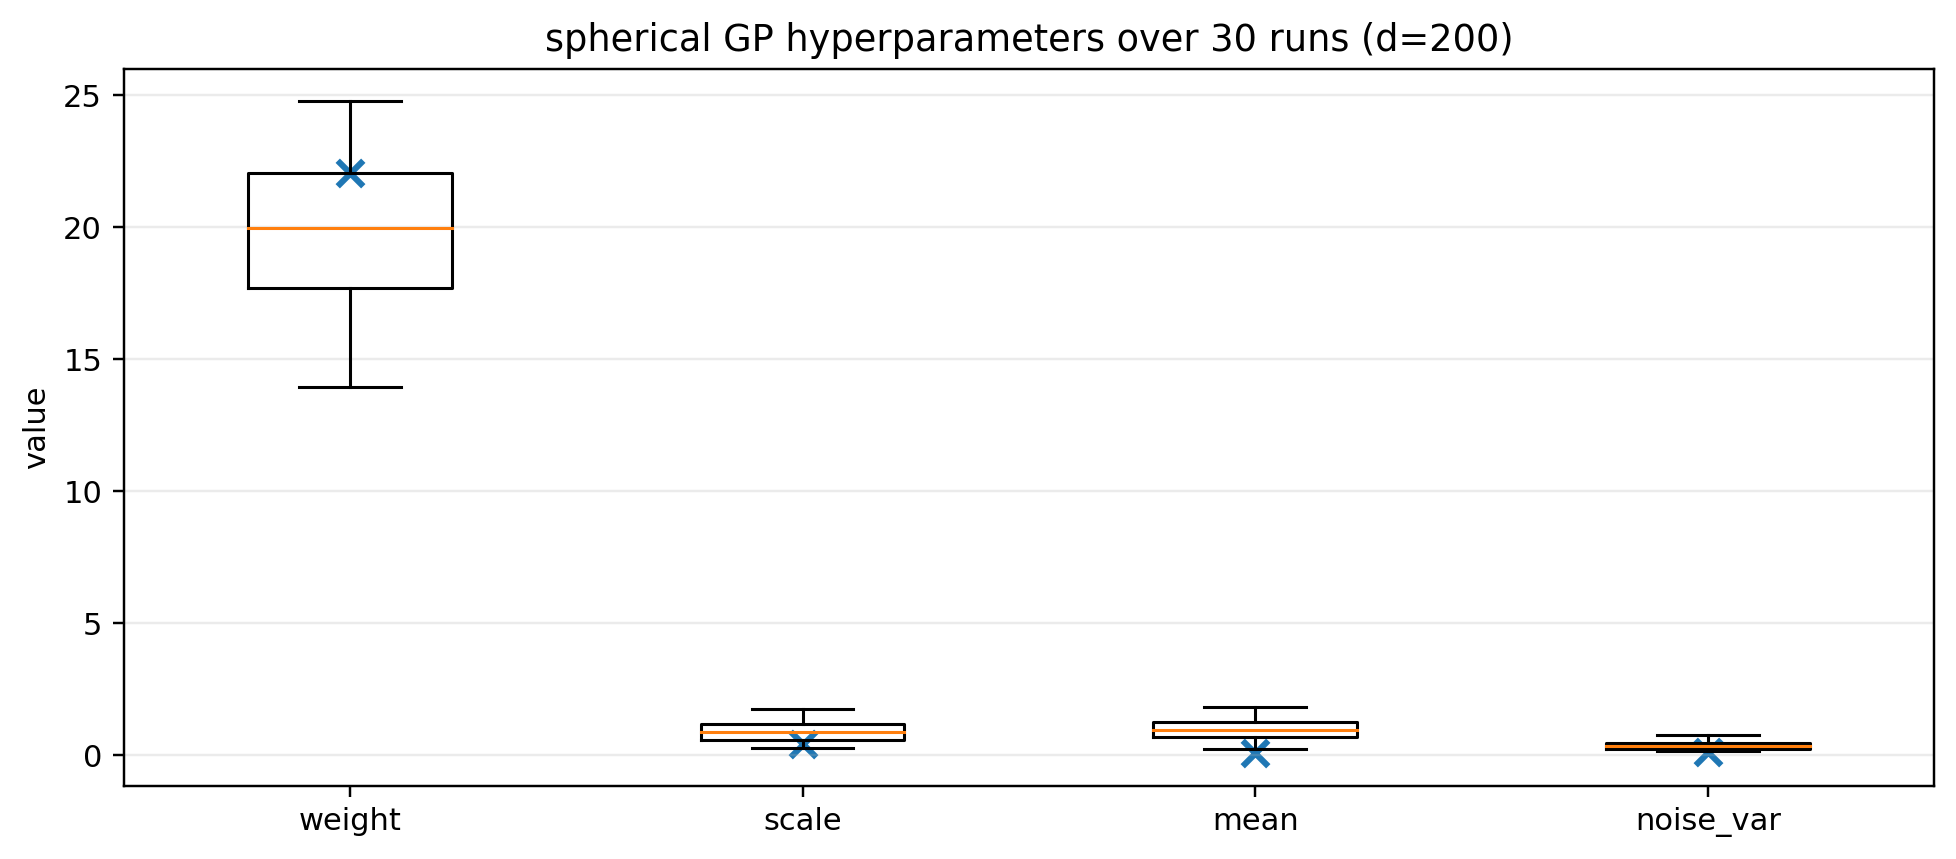 spherical GP hyperparameters over 30 runs (d=200)
25
20
15
10
5
0
value
weight
scale
mean
noise_var